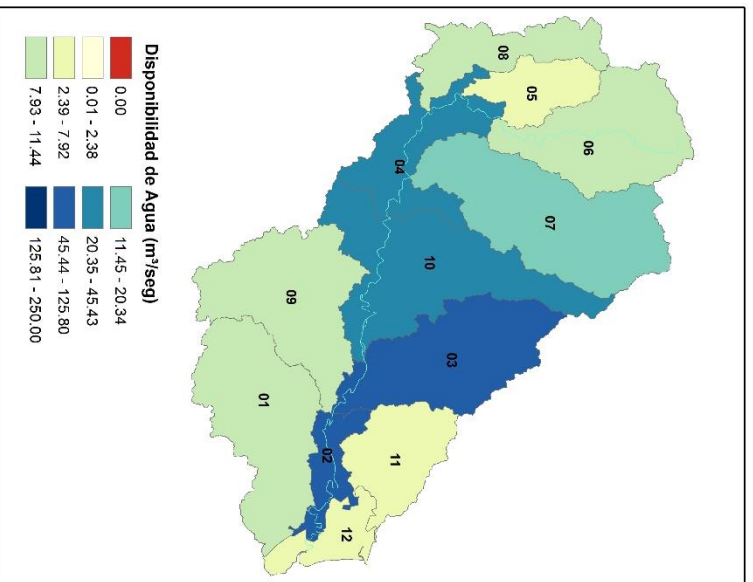 08
05
06
04
07
10
09
03
01
02
11
12
Disponibilidad de Agua (m³/seg)
0.00
0.01 - 2.38
2.39 - 7.92
7.93 - 11.44
11.45 - 20.34
20.35 - 45.43
45.44 - 125.80
125.81 - 250.00